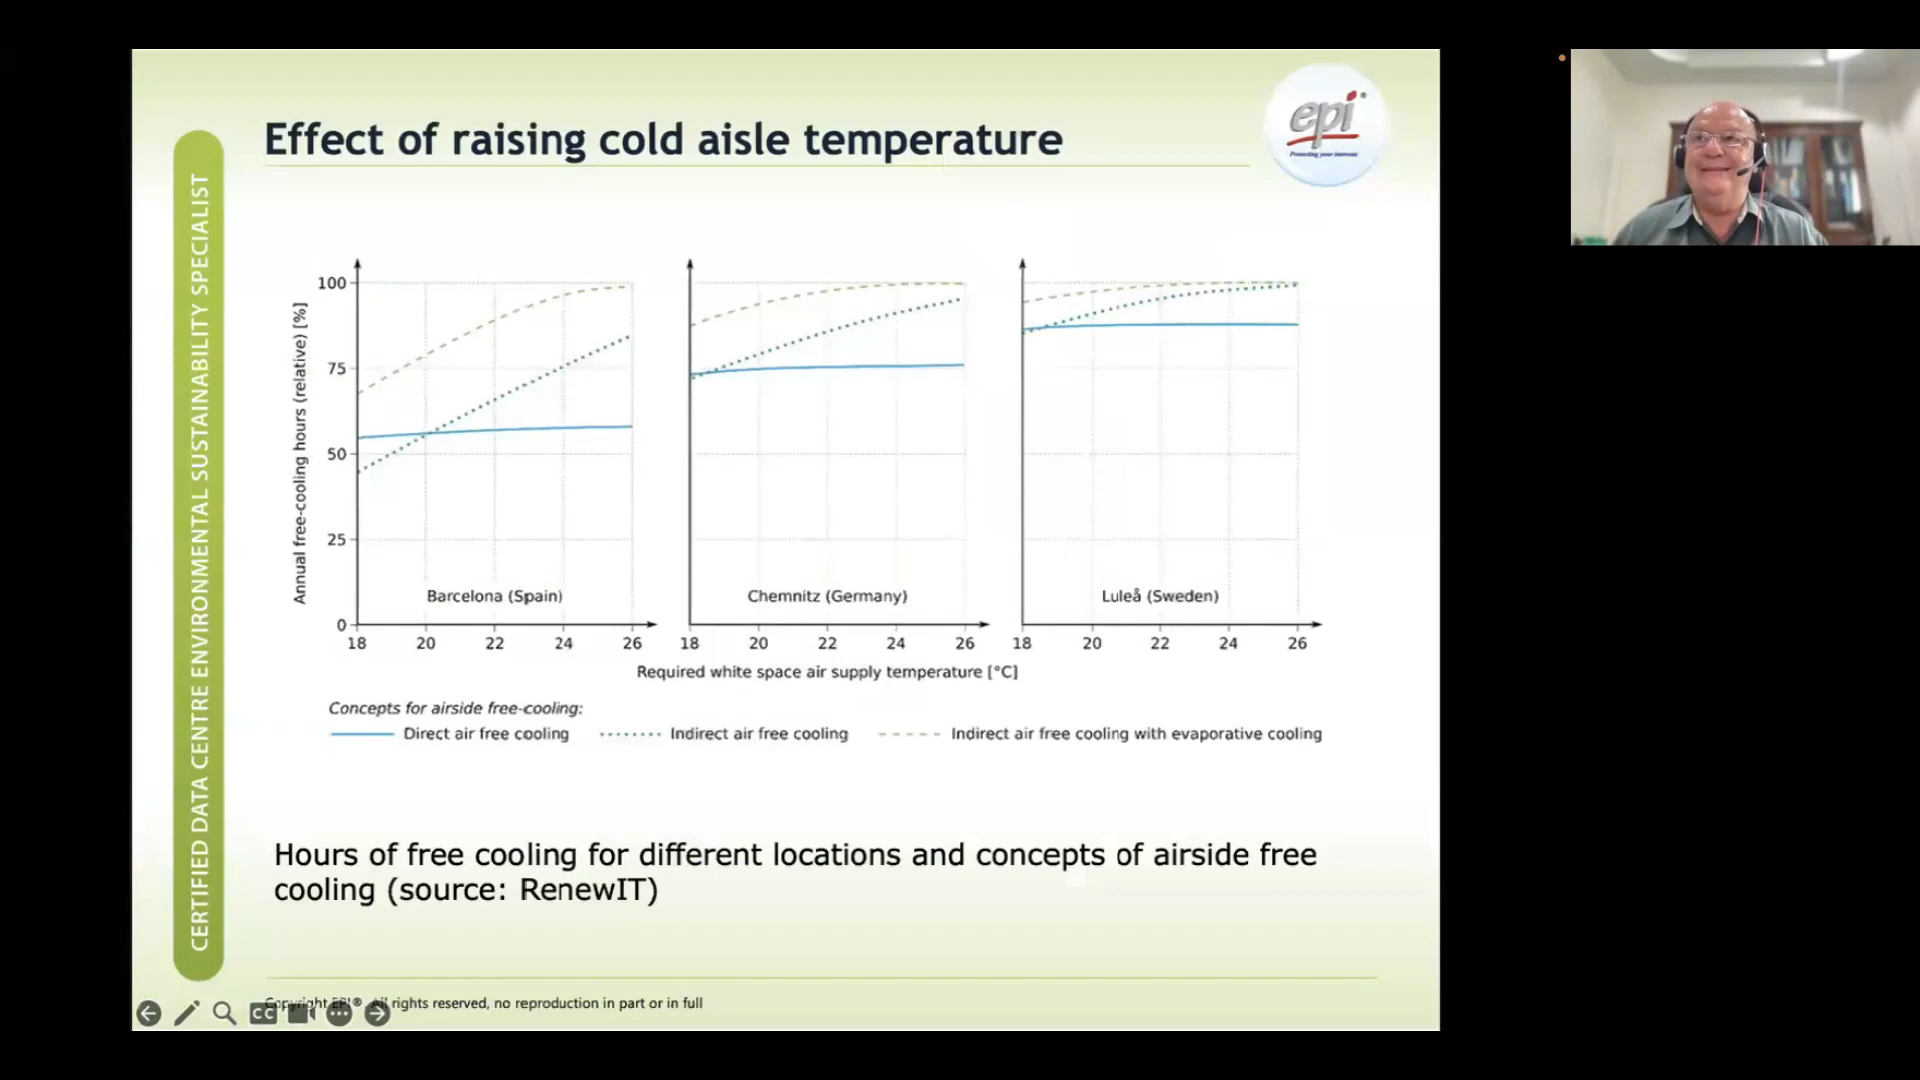 Effect of raising cold aisle temperature
epi®
Protecting your interests
CERTIFIED DATA CENTRE ENVIRONMENTAL SUSTAINABILITY SPECIALIST
Annual free-cooling hours (relative) [%]
100
75
50
25
0
Barcelona (Spain)
18 20 22 24 26
Chemnitz (Germany)
18 20 22 24 26
Luleå (Sweden)
18 20 22 24 26
Required white space air supply temperature [°C]
Concepts for airside free-cooling:
Direct air free cooling
Indirect air free cooling
Indirect air free cooling with evaporative cooling
Hours of free cooling for different locations and concepts of airside free
cooling (source: RenewIT)
Copyright EPI® All rights reserved, no reproduction in part or in full
CC